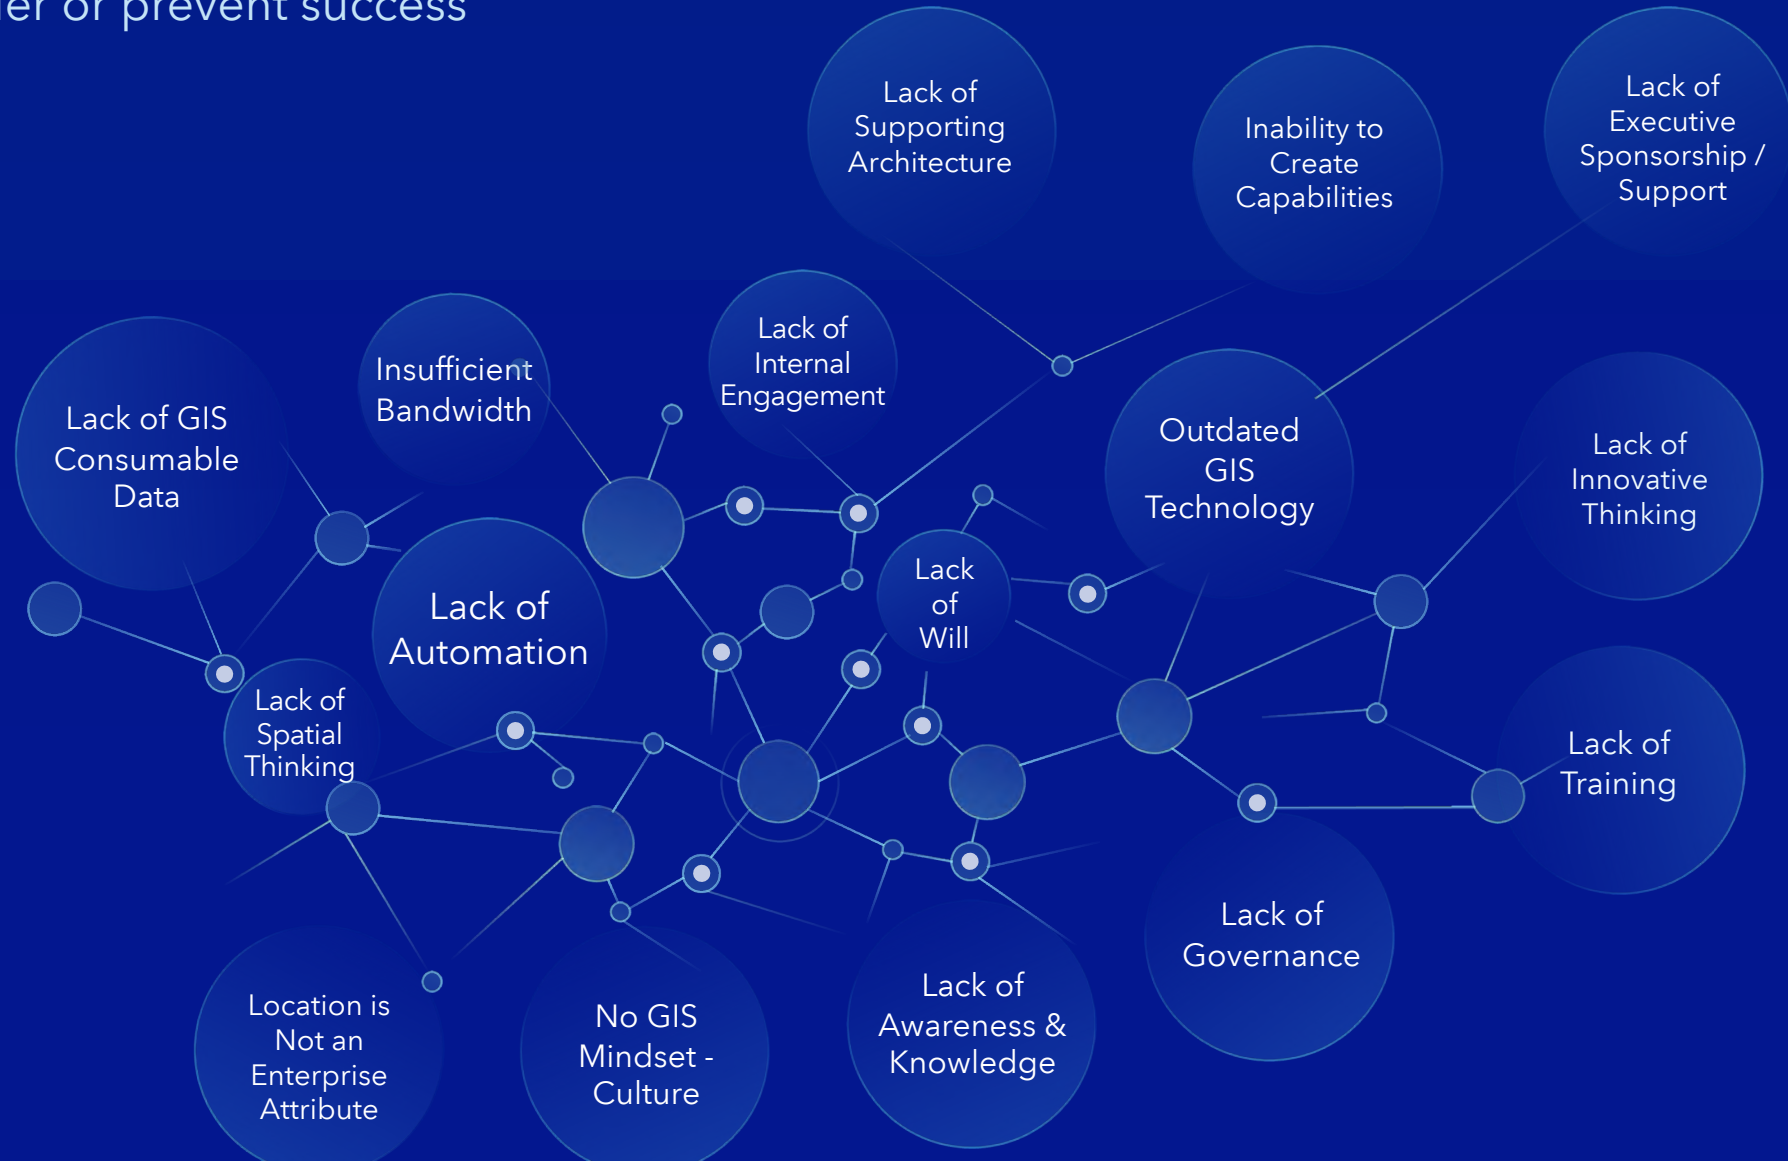 or prevent success
Lack of
Supporting
Architecture
Inability to
Create
Capabilities
Lack of
Executive
Sponsorship /
Support
Lack of GIS
Consumable
Data
Insufficient
Bandwidth
Lack of
Internal
Engagement
Outdated
GIS
Technology
Lack of
Innovative
Thinking
Lack of
Automation
Lack
of
Will
Lack of
Spatial
Thinking
Lack of
Training
Location is
Not an
Enterprise
Attribute
No GIS
Mindset -
Culture
Lack of
Awareness &
Knowledge
Lack of
Governance